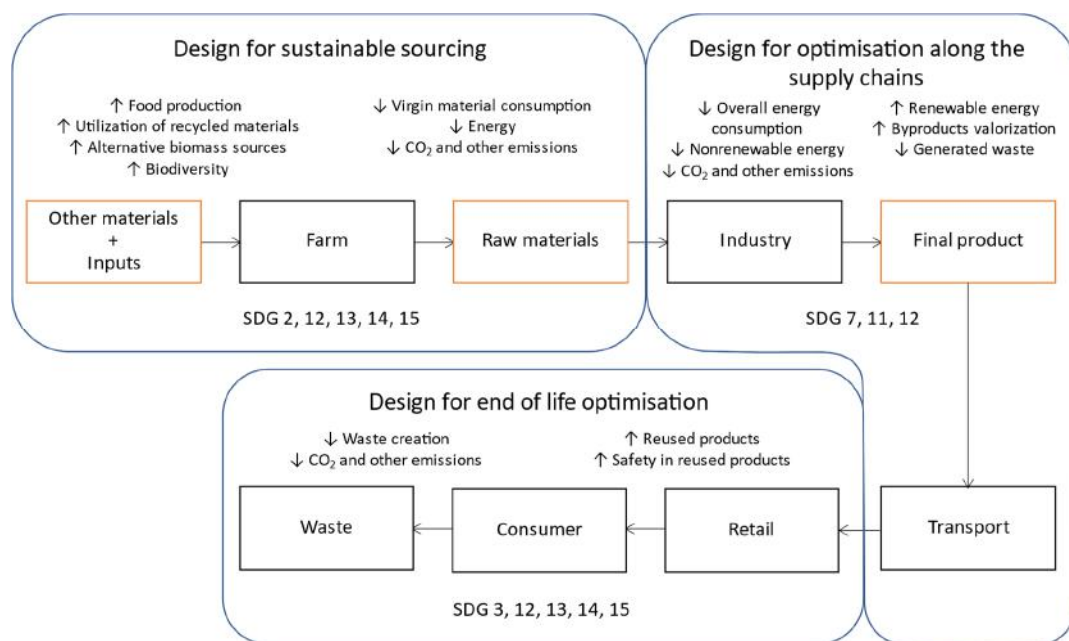 Design for sustainable sourcing
↑ Food production
↑ Utilization of recycled materials
↑ Alternative biomass sources
↑ Biodiversity
↓ Virgin material consumption
↓ Energy
↓ CO₂ and other emissions
Other materials
+
Inputs
Farm
Raw materials
SDG 2, 12, 13, 14, 15
Design for optimisation along the
supply chains
↓ Overall energy
consumption
↓ Nonrenewable energy
↓ CO₂ and other emissions
↑ Renewable energy
↑ Byproducts valorization
↓ Generated waste
Industry
Final product
SDG 7, 11, 12
Design for end of life optimisation
↓ Waste creation
↓ CO₂ and other emissions
↑ Reused products
↑ Safety in reused products
Waste
Consumer
Retail
Transport
SDG 3, 12, 13, 14, 15